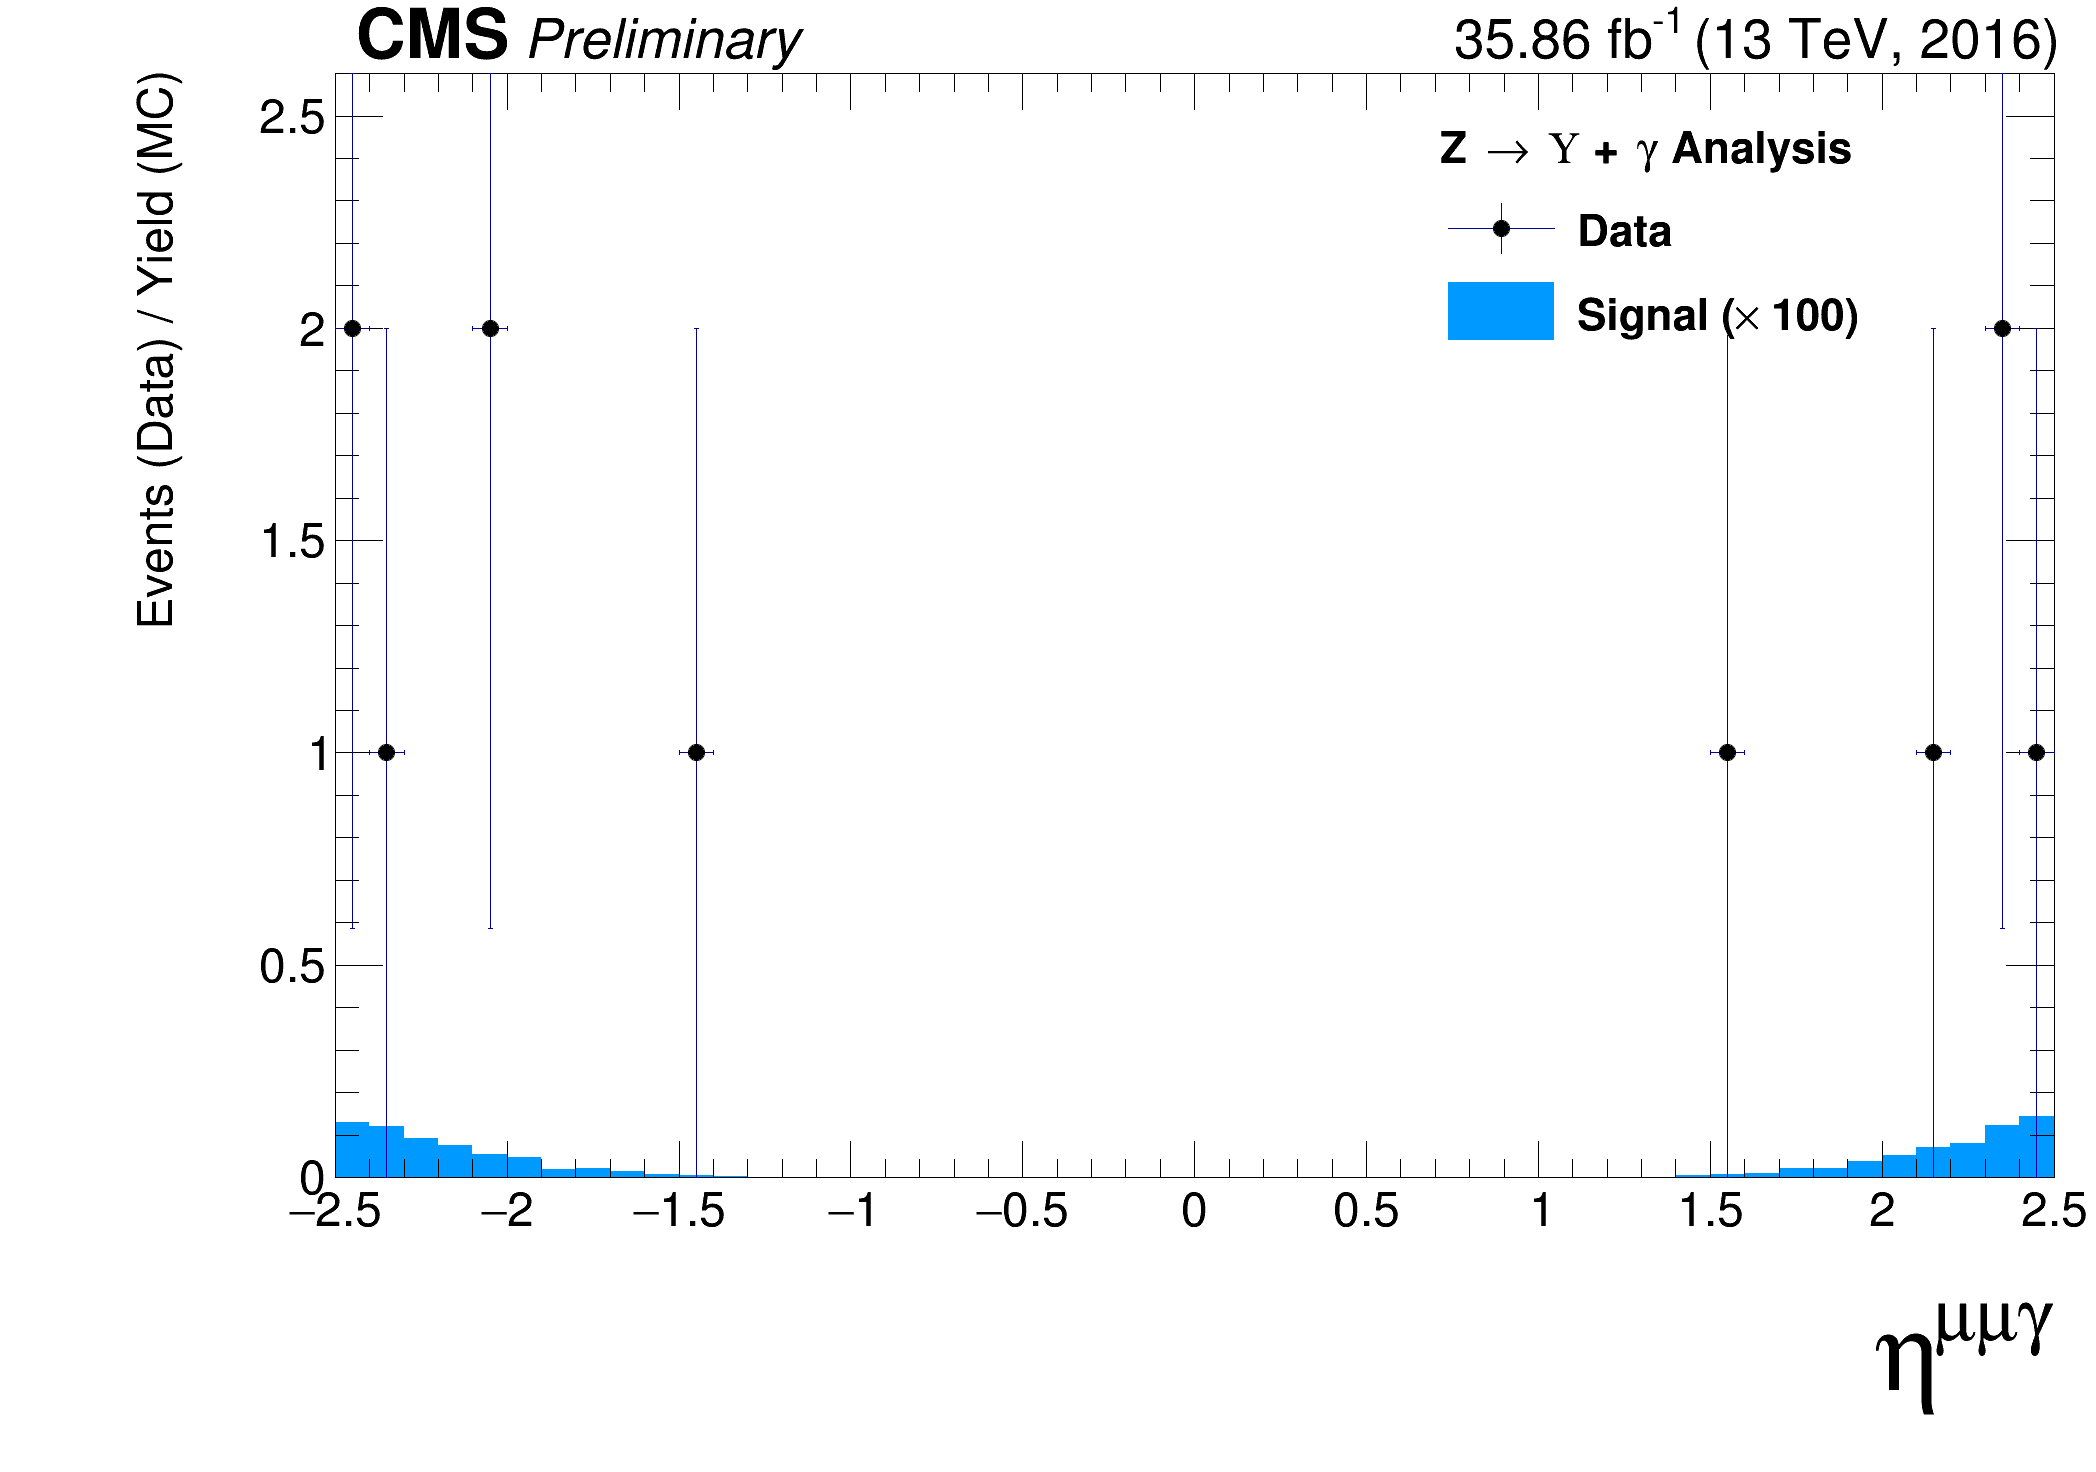 CMS Preliminary
35.86 fb⁻¹ (13 TeV, 2016)
Events (Data) / Yield (MC)
2.5
2
1.5
1
0.5
0
Z → ϒ + γ Analysis
Data
Signal (× 100)
−2.5 −2 −1.5 −1 −0.5 0 0.5 1 1.5 2 2.5
η^μμγ